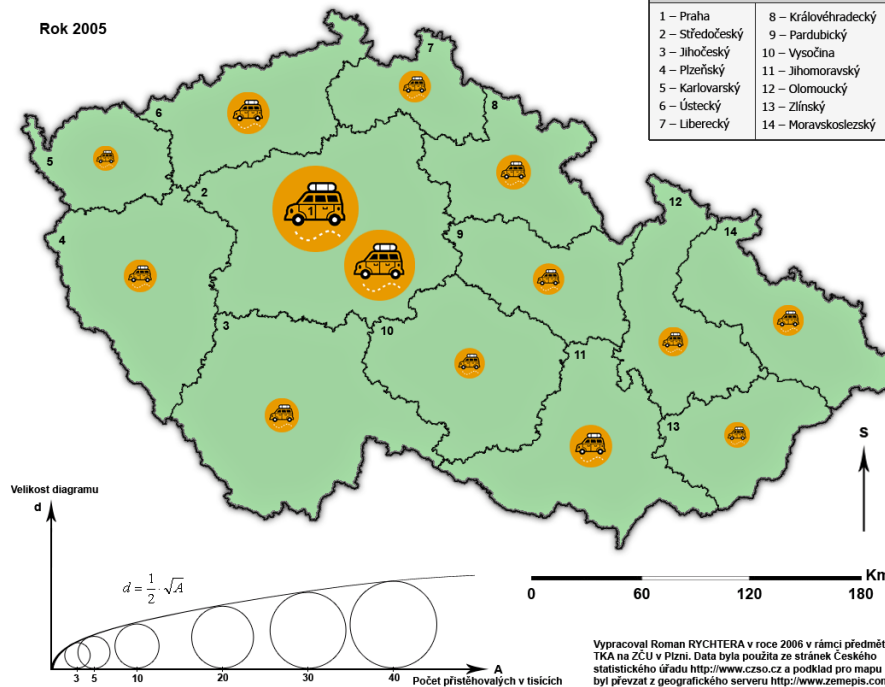 Rok 2005
1 – Praha
2 – Středočeský
3 – Jihočeský
4 – Plzeňský
5 – Karlovarský
6 – Ústecký
7 – Liberecký
8 – Královéhradecký
9 – Pardubický
10 – Vysočina
11 – Jihomoravský
12 – Olomoucký
13 – Zlínský
14 – Moravskoslezský
7
6
8
5
2
1
12
4
9
14
3
10
11
13
S
Velikost diagramu
d
d = 1/2 · √A
A
3 5 10 20 30 40
Počet přistěhovalých v tisících
Km
0 60 120 180
Vypracoval Roman RYCHTERA v roce 2006 v rámci předmět
TKA na ZČU v Plzni. Data byla použita ze stránek Českého
statistického úřadu http://www.czso.cz a podklad pro mapu
byl převzat z geografického serveru http://www.zemepis.com